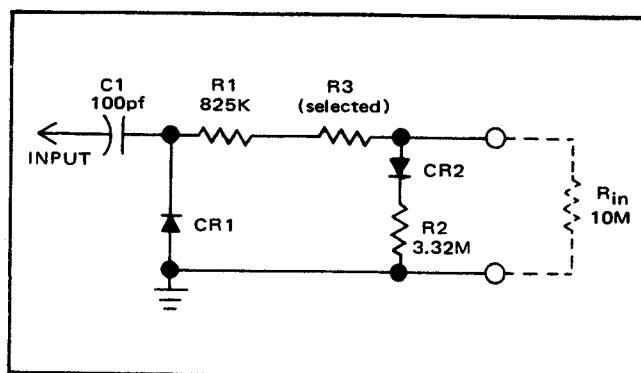 C1
100pf
R1
825K
R3
(selected)
INPUT
CR1
CR2
R2
3.32M
Rin
10M